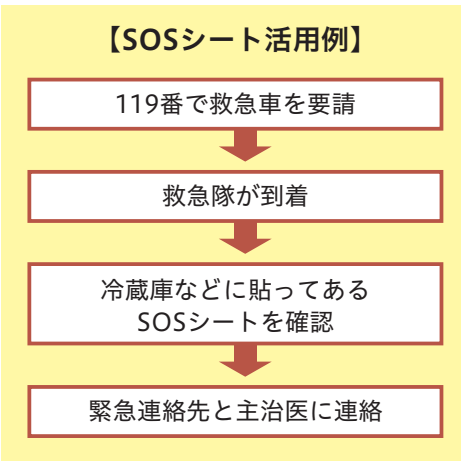 【SOSシート活用例】
119番で救急車を要請
救急隊が到着
冷蔵庫などに貼ってある
SOSシートを確認
緊急連絡先と主治医に連絡